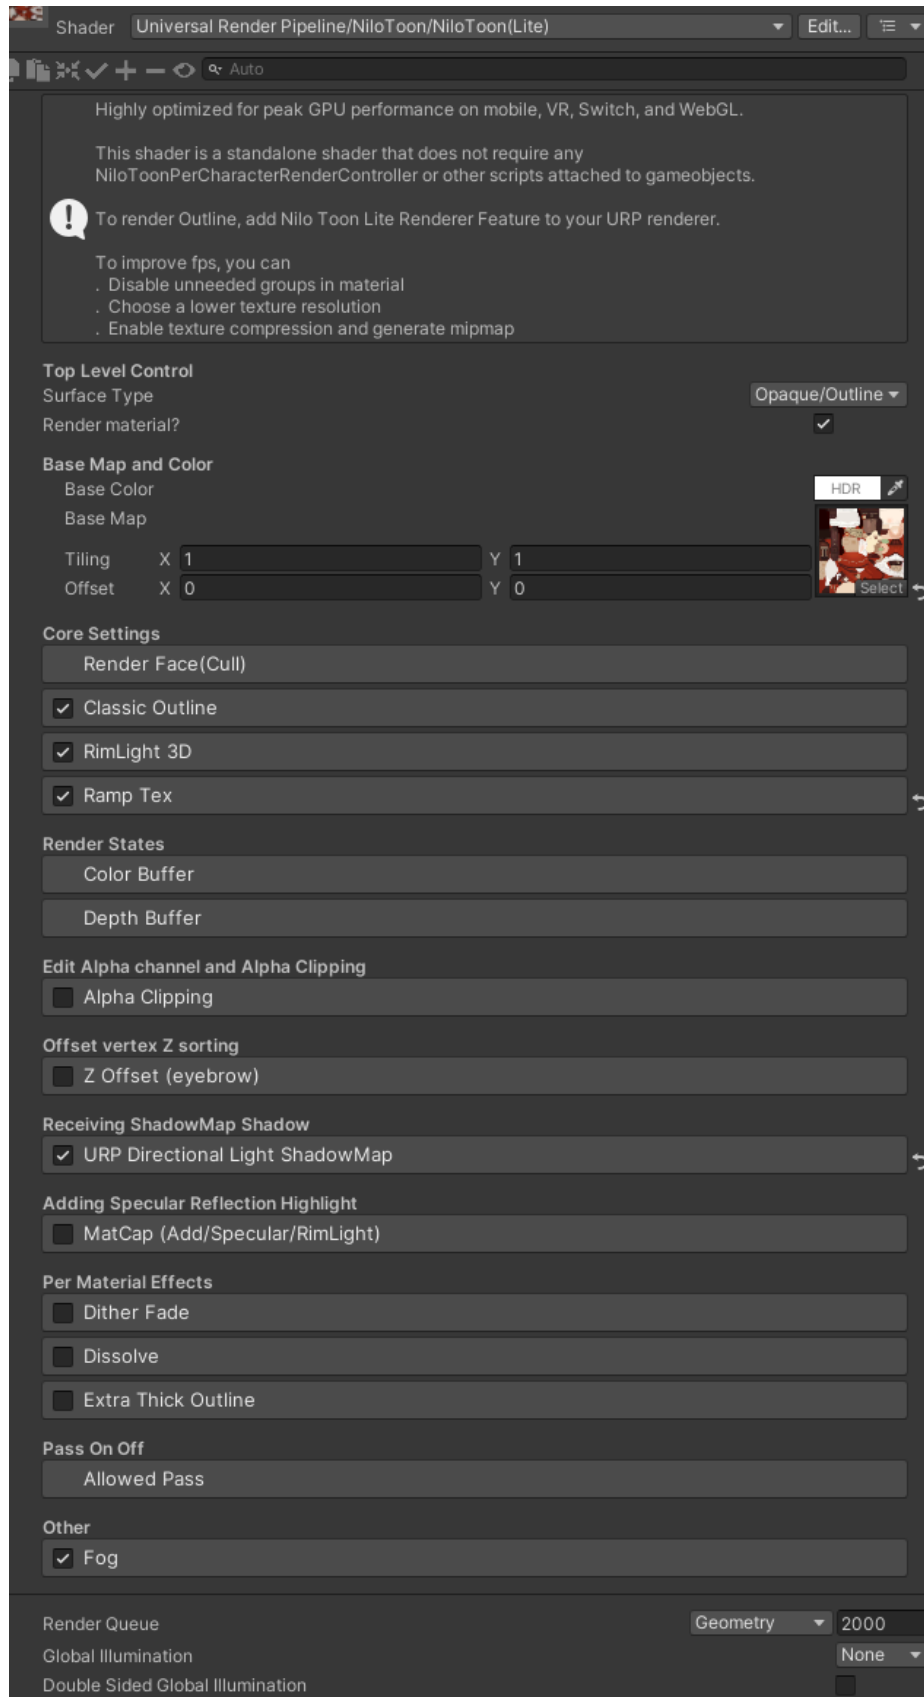 Shader Universal Render Pipeline/NiloToon/NiloToon(Lite) Edit...
Auto
Highly optimized for peak GPU performance on mobile, VR, Switch, and WebGL.
This shader is a standalone shader that does not require any
NiloToonPerCharacterRenderController or other scripts attached to gameobjects.
To render Outline, add Nilo Toon Lite Renderer Feature to your URP renderer.
To improve fps, you can
. Disable unneeded groups in material
. Choose a lower texture resolution
. Enable texture compression and generate mipmap
Top Level Control
Surface Type Opaque/Outline
Render material?
Base Map and Color
Base Color HDR
Base Map
Tiling X 1 Y 1
Offset X 0 Y 0 Select
Core Settings
Render Face(Cull)
Classic Outline
RimLight 3D
Ramp Tex
Render States
Color Buffer
Depth Buffer
Edit Alpha channel and Alpha Clipping
Alpha Clipping
Offset vertex Z sorting
Z Offset (eyebrow)
Receiving ShadowMap Shadow
URP Directional Light ShadowMap
Adding Specular Reflection Highlight
MatCap (Add/Specular/RimLight)
Per Material Effects
Dither Fade
Dissolve
Extra Thick Outline
Pass On Off
Allowed Pass
Other
Fog
Render Queue Geometry 2000
Global Illumination None
Double Sided Global Illumination